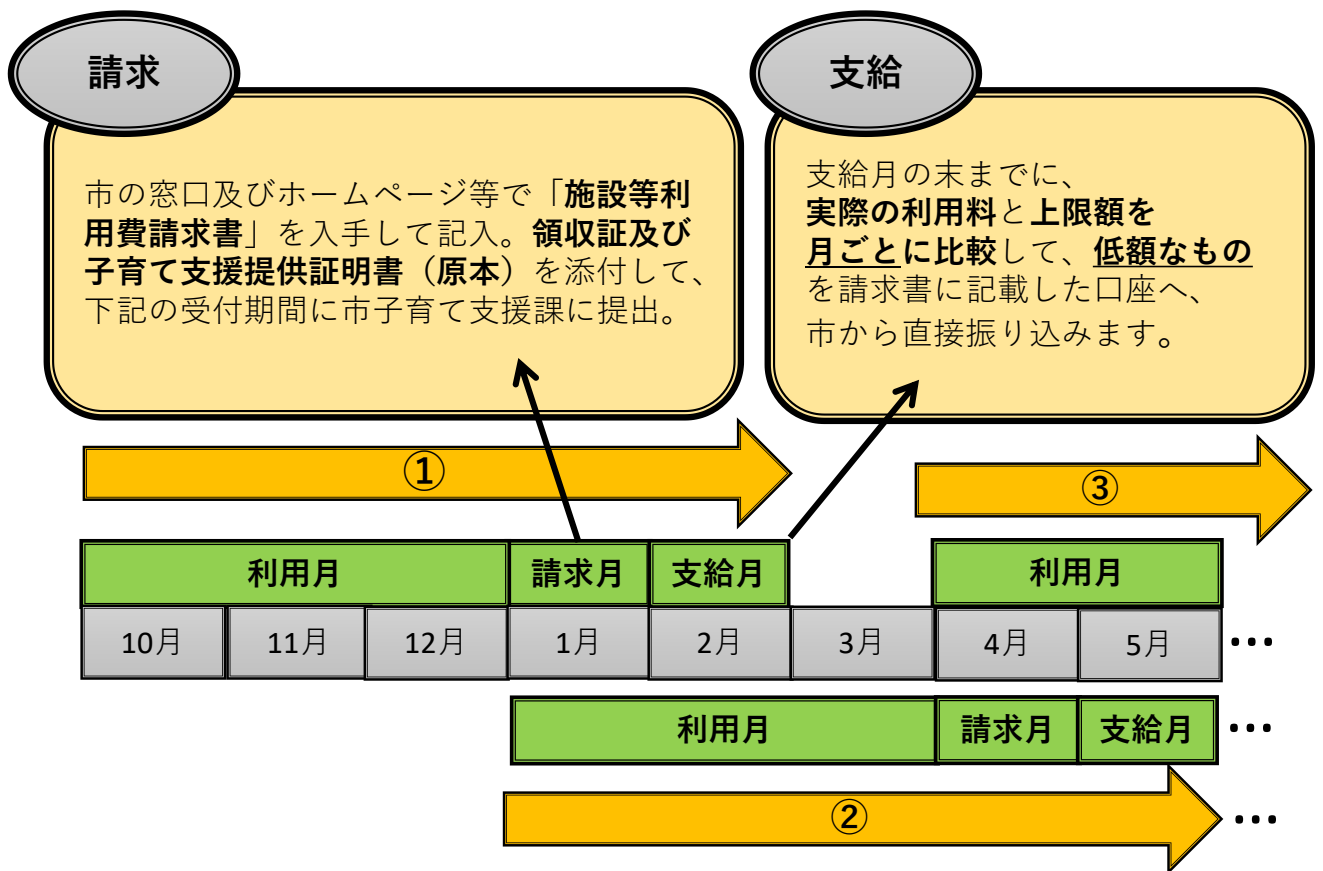 請求
市の窓口及びホームページ等で「施設等利
用費請求書」を入手して記入。領収証及び
子育て支援提供証明書（原本）を添付して、
下記の受付期間に市子育て支援課に提出。
支給
支給月の末までに、
実際の利用料と上限額を
月ごとに比較して、低額なもの
を請求書に記載した口座へ、
市から直接振り込みます。
①
③
利用月 請求月 支給月 利用月
10月 11月 12月 1月 2月 3月 4月 5月 …
利用月 請求月 支給月 …
② …